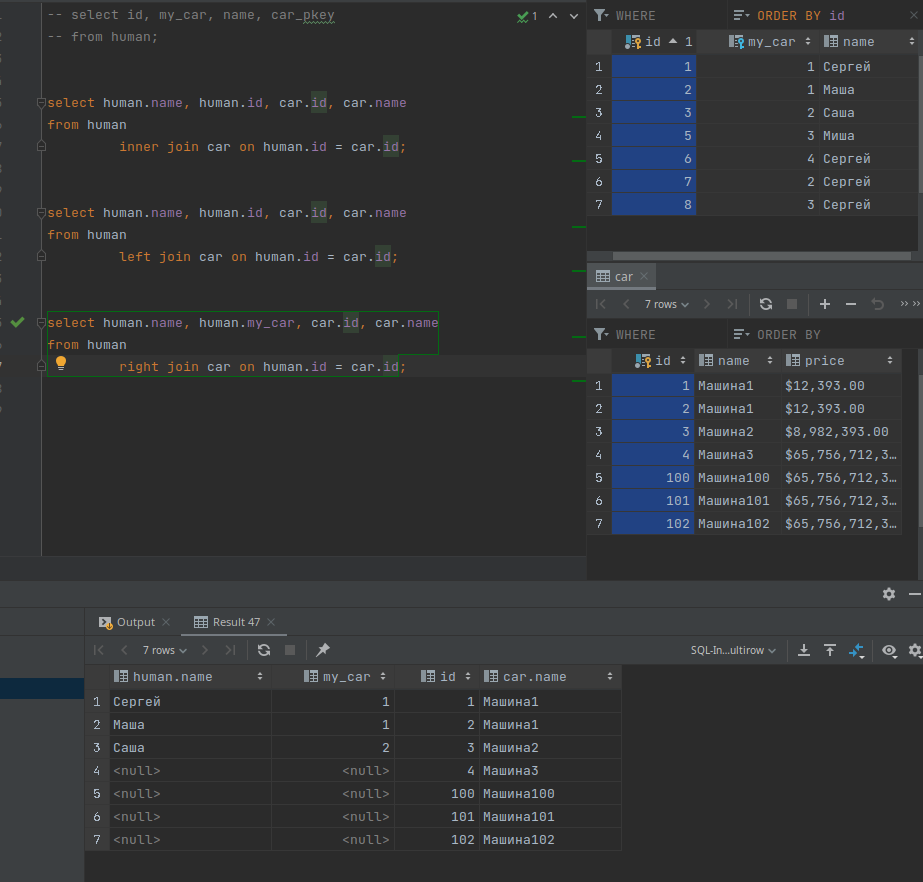 -- select id, my_car, name, car_pkey
-- from human;
1
select human.name, human.id, car.id, car.name
from human
inner join car on human.id = car.id;
select human.name, human.id, car.id, car.name
from human
left join car on human.id = car.id;
select human.name, human.my_car, car.id, car.name
from human
right join car on human.id = car.id;
WHERE ORDER BY id
id 1 my_car name
1 1 1 Сергей
2 2 1 Маша
3 3 2 Саша
4 5 3 Миша
5 6 4 Сергей
6 7 2 Сергей
7 8 3 Сергей
car
7 rows
WHERE ORDER BY
id name price
1 1 Машина1 $12,393.00
2 2 Машина1 $12,393.00
3 3 Машина2 $8,982,393.00
4 4 Машина3 $65,756,712,3…
5 100 Машина100 $65,756,712,3…
6 101 Машина101 $65,756,712,3…
7 102 Машина102 $65,756,712,3…
Output Result 47
7 rows SQL-In…ultirow
human.name my_car id car.name
1 Сергей 1 1 Машина1
2 Маша 1 2 Машина1
3 Саша 2 3 Машина2
4 <null> <null> 4 Машина3
5 <null> <null> 100 Машина100
6 <null> <null> 101 Машина101
7 <null> <null> 102 Машина102